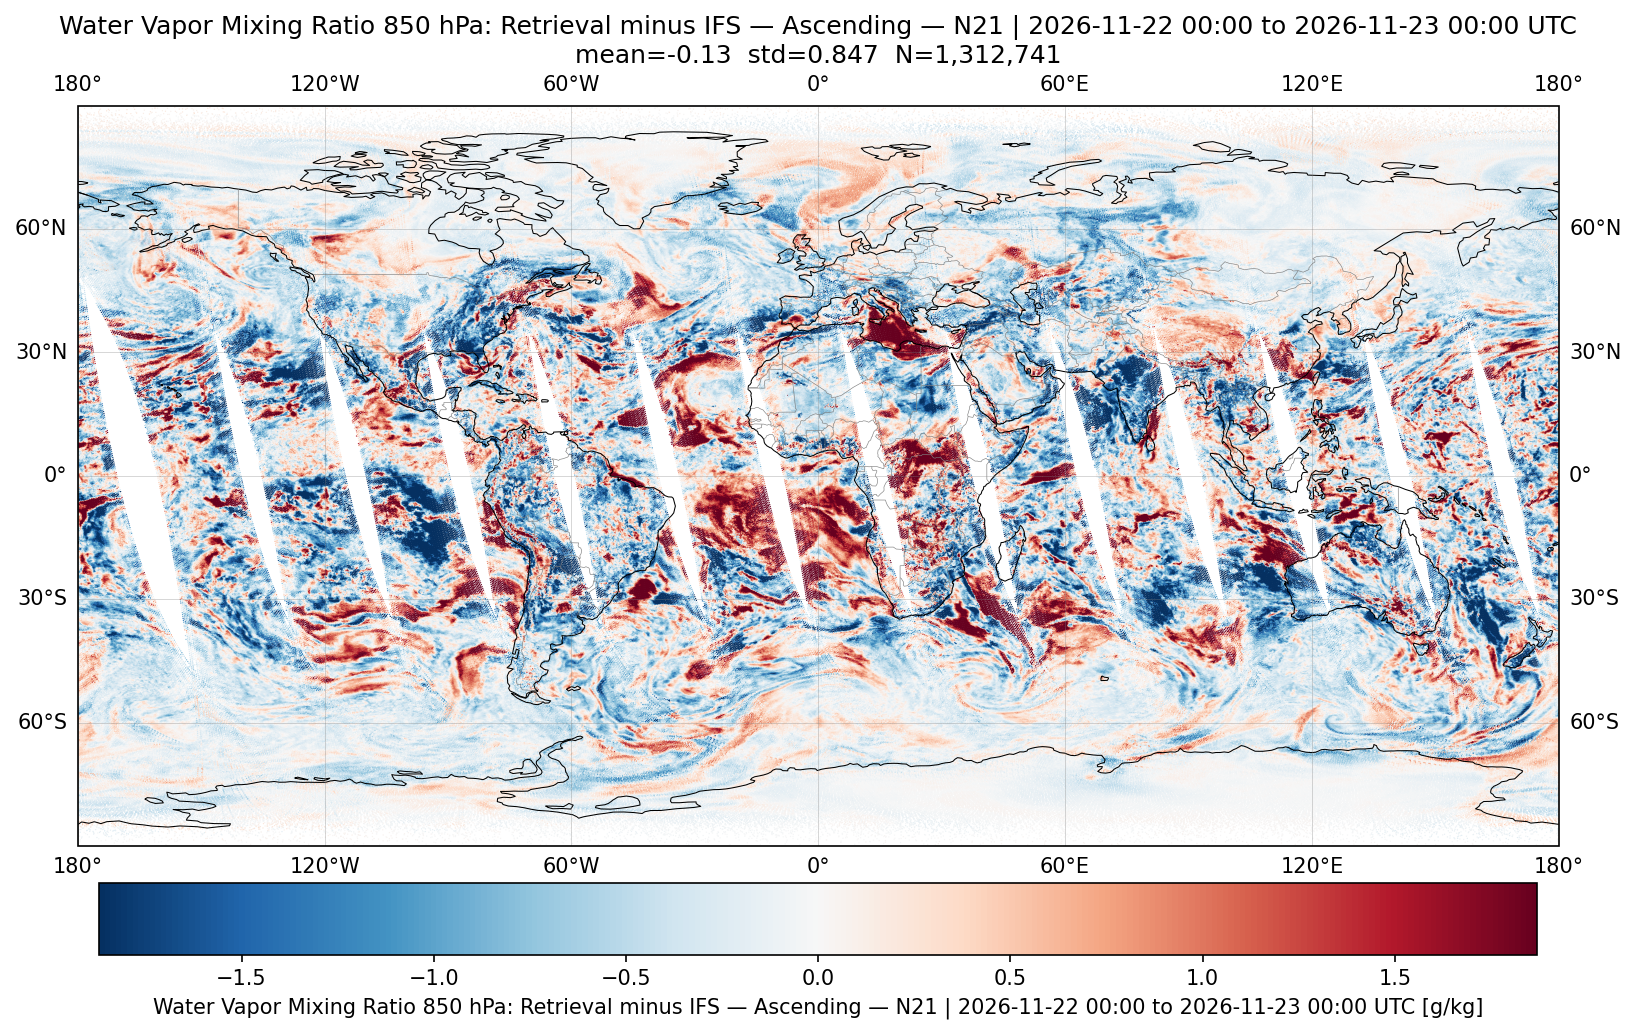 Water Vapor Mixing Ratio 850 hPa: Retrieval minus IFS — Ascending — N21 | 2026-11-22 00:00 to 2026-11-23 00:00 UTC
mean=-0.13  std=0.847  N=1,312,741
180° 120°W 60°W 0° 60°E 120°E 180°
60°N 60°N
30°N 30°N
0° 0°
30°S 30°S
60°S 60°S
180° 120°W 60°W 0° 60°E 120°E 180°
−1.5 −1.0 −0.5 0.0 0.5 1.0 1.5
Water Vapor Mixing Ratio 850 hPa: Retrieval minus IFS — Ascending — N21 | 2026-11-22 00:00 to 2026-11-23 00:00 UTC [g/kg]